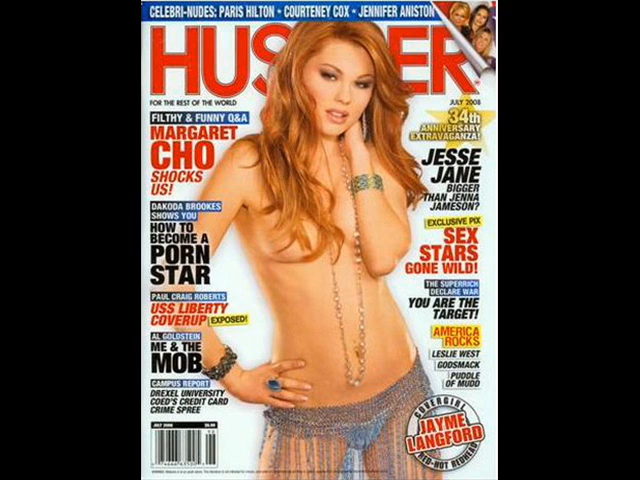 CELEBRI-NUDES: PARIS HILTON * COURTENEY COX * JENNIFER ANISTON
HUSTLER
FOR THE REST OF THE WORLD
JULY 2008
FILTHY & FUNNY Q&A
MARGARET
CHO
SHOCKS
US!
DAKODA BROOKES
SHOWS YOU
HOW TO
BECOME A
PORN
STAR
PAUL CRAIG ROBERTS
USS LIBERTY
COVERUP EXPOSED!
AL GOLDSTEIN
ME & THE
MOB
CAMPUS REPORT
DREXEL UNIVERSITY
COED'S CREDIT CARD
CRIME SPREE
34th
ANNIVERSARY
EXTRAVAGANZA!
JESSE
JANE
BIGGER
THAN JENNA
JAMESON?
EXCLUSIVE PIX
SEX
STARS
GONE WILD!
THE SUPERRICH
DECLARE WAR
YOU ARE THE
TARGET!
AMERICA
ROCKS
LESLIE WEST
GODSMACK
PUDDLE
OF MUDD
COVERGIRL
JAYME
LANGFORD
RED-HOT REDHEAD
JULY 2008